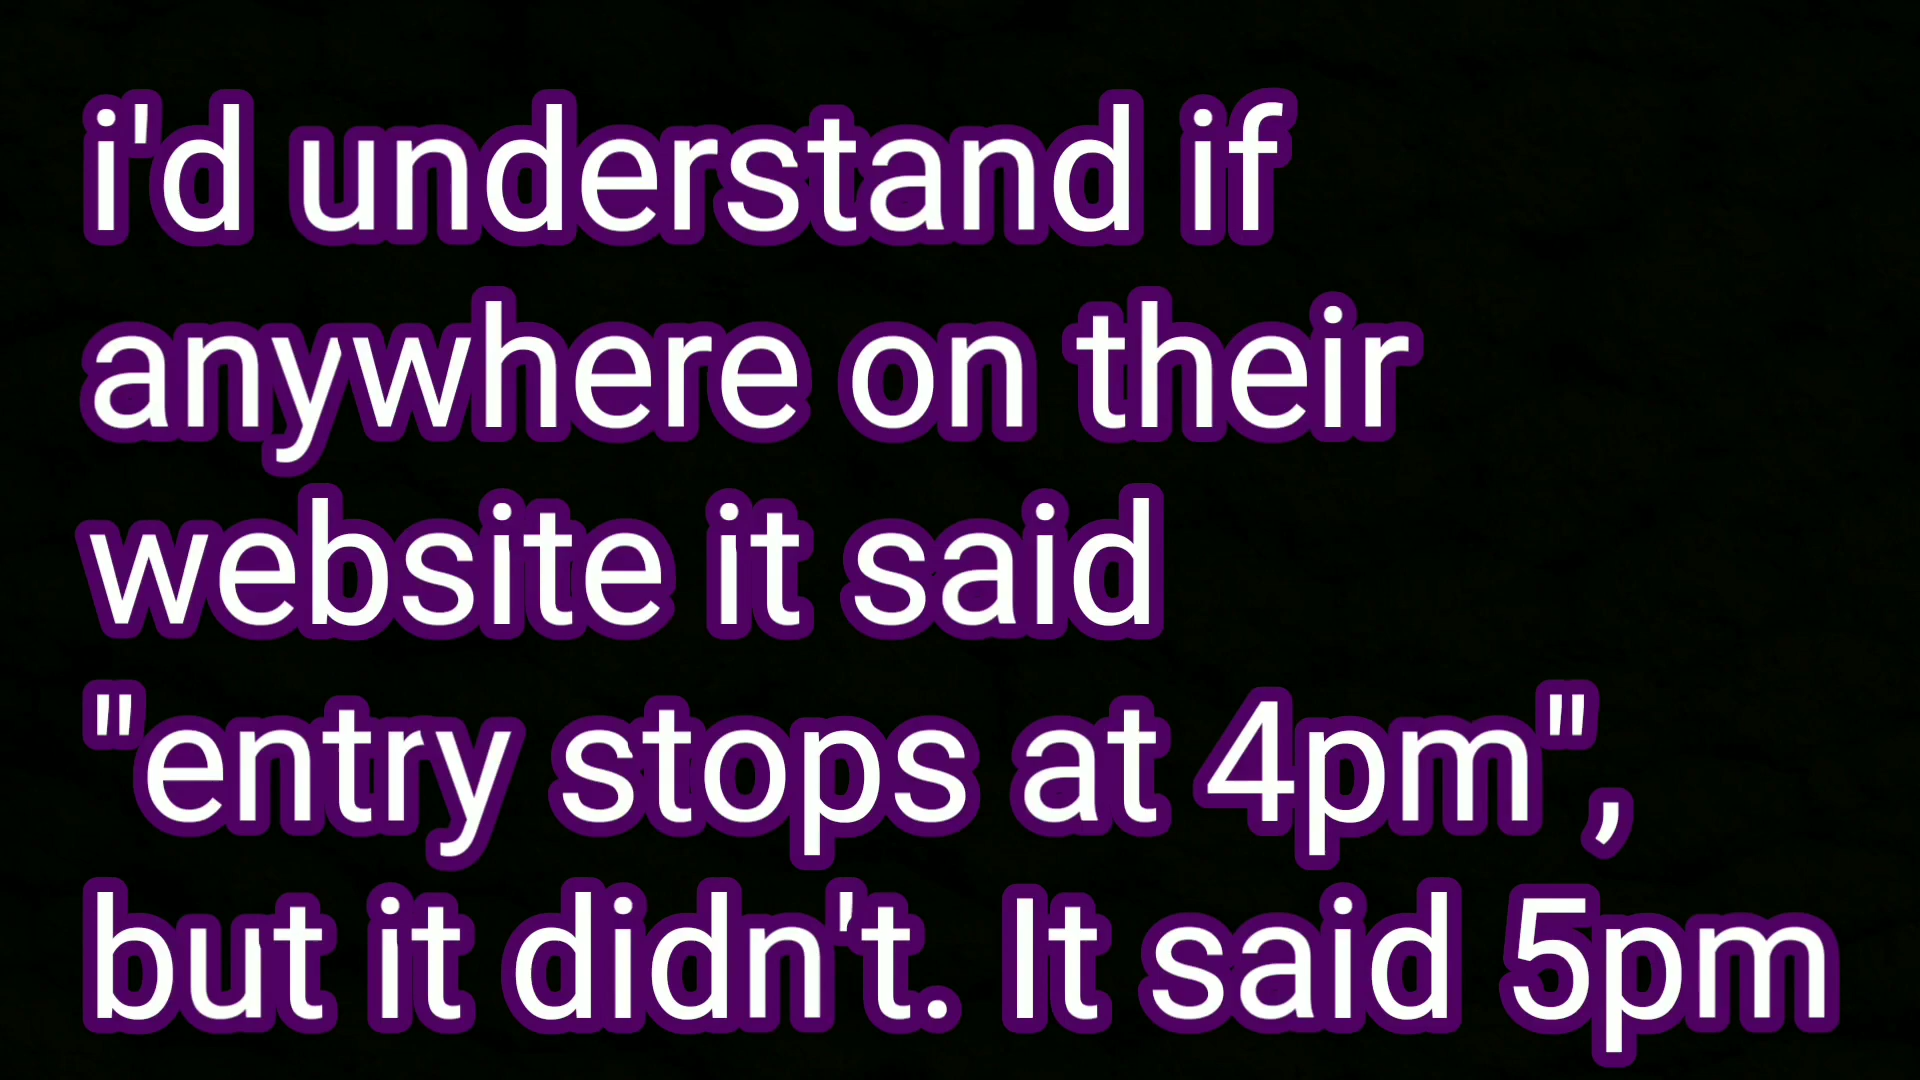 i'd understand if
anywhere on their
website it said
"entry stops at 4pm",
but it didn't. It said 5pm